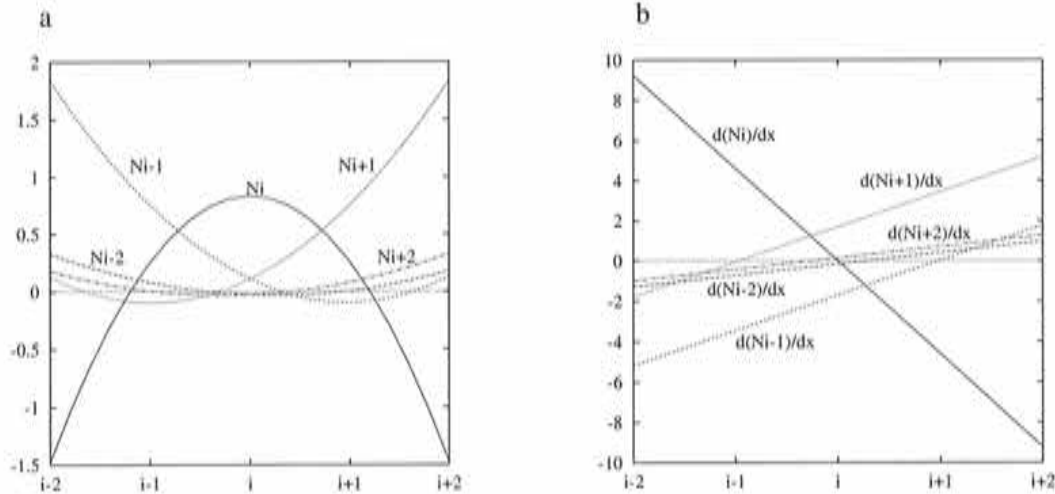 a
2
1.5
1
0.5
0
-0.5
-1
-1.5
i-2
i-1
i
i+1
i+2
Ni-1
Ni
Ni+1
Ni-2
Ni+2
b
10
8
6
4
2
0
-2
-4
-6
-8
-10
i-2
i-1
i
i+1
i+2
d(Ni)/dx
d(Ni+1)/dx
d(Ni+2)/dx
d(Ni-2)/dx
d(Ni-1)/dx